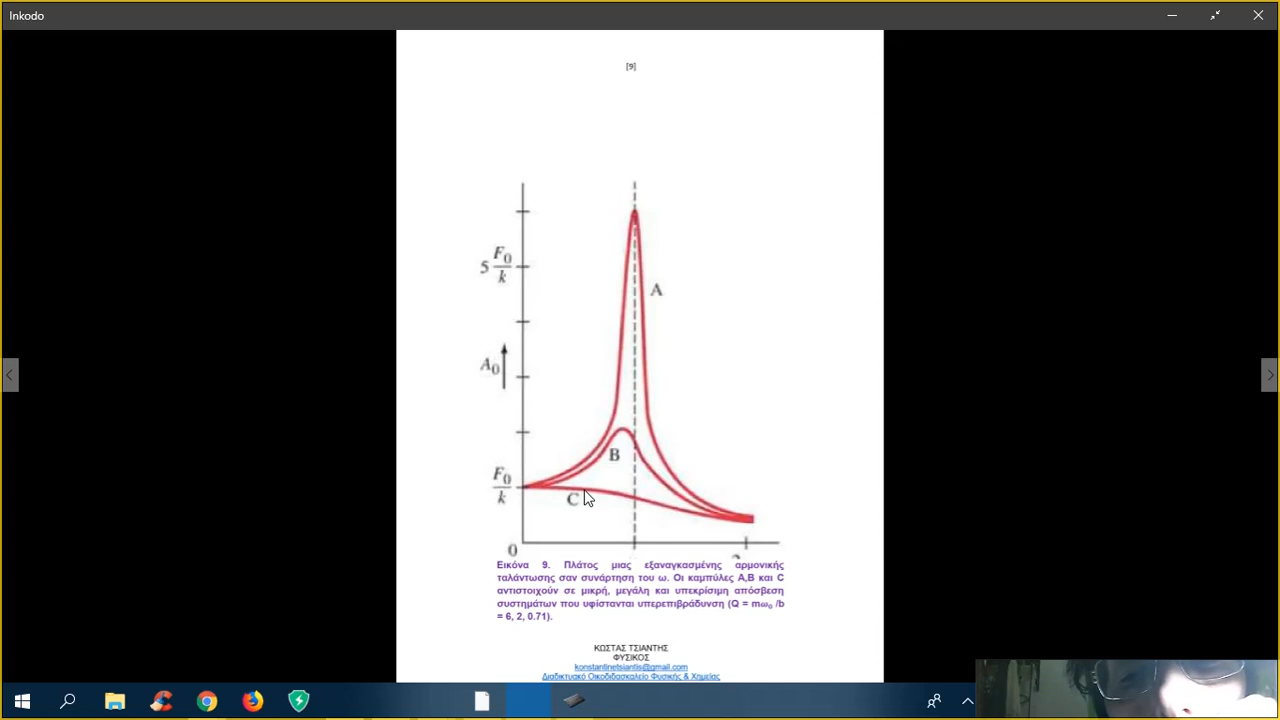 Inkodo
[9]
5 F₀/k
A
A₀
B
F₀/k
C
0
Εικόνα 9. Πλάτος μιας εξαναγκασμένης αρμονικής
ταλάντωσης σαν συνάρτηση του ω. Οι καμπύλες Α,Β και C
αντιστοιχούν σε μικρή, μεγάλη και υπεκρίσιμη απόσβεση
συστημάτων που υφίστανται υπερεπιβράδυνση (Q = mω₀ /b
= 6, 2, 0.71).
ΚΩΣΤΑΣ ΤΣΙΑΝΤΗΣ
ΦΥΣΙΚΟΣ
konstantinetsiantis@gmail.com
Διαδικτυακό Οικοδιδασκαλείο Φυσικής & Χημείας